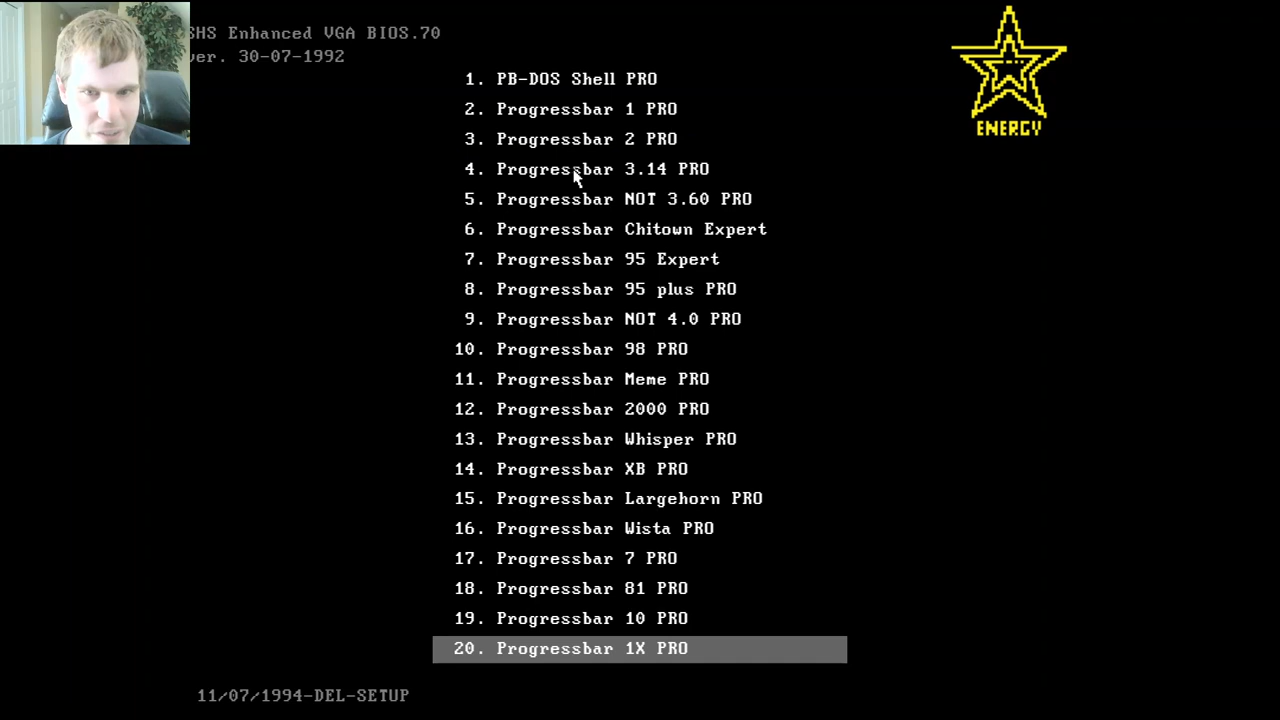 SHS Enhanced VGA BIOS.70
ver. 30-07-1992
ENERGY
1. PB-DOS Shell PRO
2. Progressbar 1 PRO
3. Progressbar 2 PRO
4. Progressbar 3.14 PRO
5. Progressbar NOT 3.60 PRO
6. Progressbar Chitown Expert
7. Progressbar 95 Expert
8. Progressbar 95 plus PRO
9. Progressbar NOT 4.0 PRO
10. Progressbar 98 PRO
11. Progressbar Meme PRO
12. Progressbar 2000 PRO
13. Progressbar Whisper PRO
14. Progressbar XB PRO
15. Progressbar Largehorn PRO
16. Progressbar Wista PRO
17. Progressbar 7 PRO
18. Progressbar 81 PRO
19. Progressbar 10 PRO
20. Progressbar 1X PRO
11/07/1994-DEL-SETUP